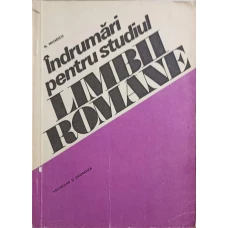 Îndrumări
pentru studiul
LIMBII
ROMÂNE